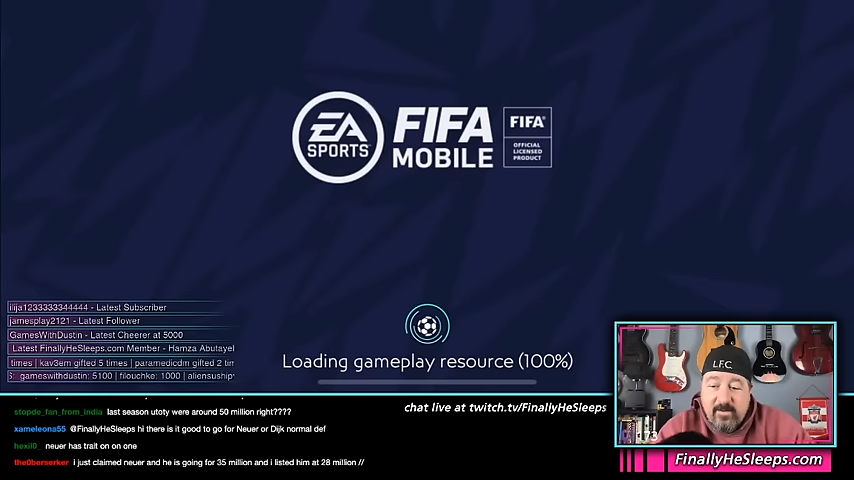 EA
SPORTS
FIFA
MOBILE
FIFA
OFFICIAL
LICENSED
PRODUCT
ilija1233333344444 - Latest Subscriber
jamesplay2121 - Latest Follower
GamesWithDustin - Latest Cheerer at 5000
Latest FinallyHeSleeps.com Member - Hamza Abutayel
times | kav3em gifted 5 times | paramedicdm gifted 2 tim
gameswithdustin: 5100 | filouchke: 1000 | aliensushipv
Loading gameplay resource (100%)
chat live at twitch.tv/FinallyHeSleeps
stopde_fan_from_india last season utoty were around 50 million right????
xameleona55 @FinallyHeSleeps hi there is it good to go for Neuer or Dijk normal def
hexil0_ neuer has trait on on one
the0berserker i just claimed neuer and he is going for 35 million and i listed him at 28 million //
L.F.C.
173
FinallyHeSleeps.com